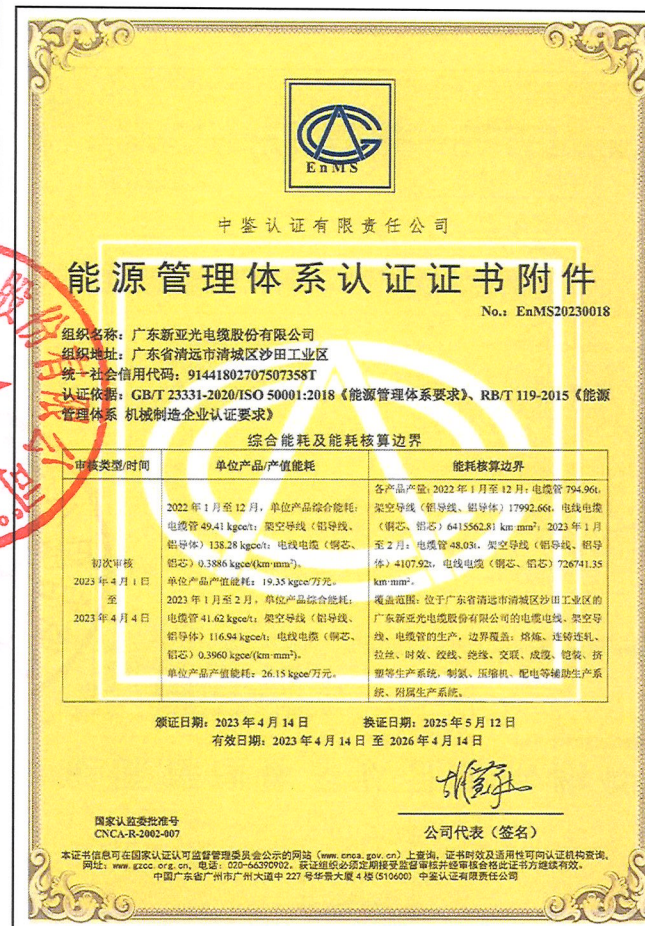 EnMS
中鉴认证有限责任公司
能源管理体系认证证书附件
No.: EnMS20230018
组织名称：广东新亚光电缆股份有限公司
组织地址：广东省清远市清城区沙田工业区
统一社会信用代码：91441802707507358T
认证依据：GB/T 23331-2020/ISO 50001:2018《能源管理体系要求》、RB/T 119-2015《能源
管理体系 机械制造企业认证要求》
综合能耗及能耗核算边界
审核类型/时间 单位产品/产值能耗 能耗核算边界
初次审核
2023 年 4 月 1 日
至
2023 年 4 月 4 日
2022 年 1 月至 12 月，单位产品综合能耗：
电缆管 49.41 kgce/t；架空导线（铝导线、
铝导体）138.28 kgce/t；电线电缆（铜芯、
铝芯）0.3886 kgce/(km·mm²)。
单位产品产值能耗：19.35 kgce/万元。
2023 年 1 月至 2 月，单位产品综合能耗：
电缆管 41.62 kgce/t；架空导线（铝导线、
铝导体）116.94 kgce/t；电线电缆（铜芯、
铝芯）0.3960 kgce/(km·mm²)。
单位产品产值能耗：26.15 kgce/万元。
各产品产量：2022 年 1 月至 12 月：电缆管 794.96t，
架空导线（铝导线、铝导体）17992.66t，电线电缆
（铜芯、铝芯）6415562.81 km·mm²；2023 年 1 月
至 2 月：电缆管 48.03t，架空导线（铝导线、铝导
体）4107.92t，电线电缆（铜芯、铝芯）726741.35
km·mm²。
覆盖范围：位于广东省清远市清城区沙田工业区的
广东新亚光电缆股份有限公司的电线电缆、架空导
线、电缆管的生产，边界覆盖：熔炼、连铸连轧、
拉丝、时效、绞线、绝缘、交联、成缆、铠装、挤
塑等生产系统，制氮、压缩机、配电等辅助生产系
统、附属生产系统。
颁证日期：2023 年 4 月 14 日 换证日期：2025 年 5 月 12 日
有效日期：2023 年 4 月 14 日 至 2026 年 4 月 14 日
国家认监委批准号
CNCA-R-2002-007
公司代表（签名）
本证书信息可在国家认证认可监督管理委员会公示的网站（www.cnca.gov.cn）上查询，证书时效及适用性可向认证机构查询，
网址：www.gzcc.org.cn，电话：020-66390902。获证组织必须定期接受监督审核并经审核合格此证书方继续有效。
中国广东省广州市广州大道中 227 号华景大厦 4 楼(510600) 中鉴认证有限责任公司
股份有限公司